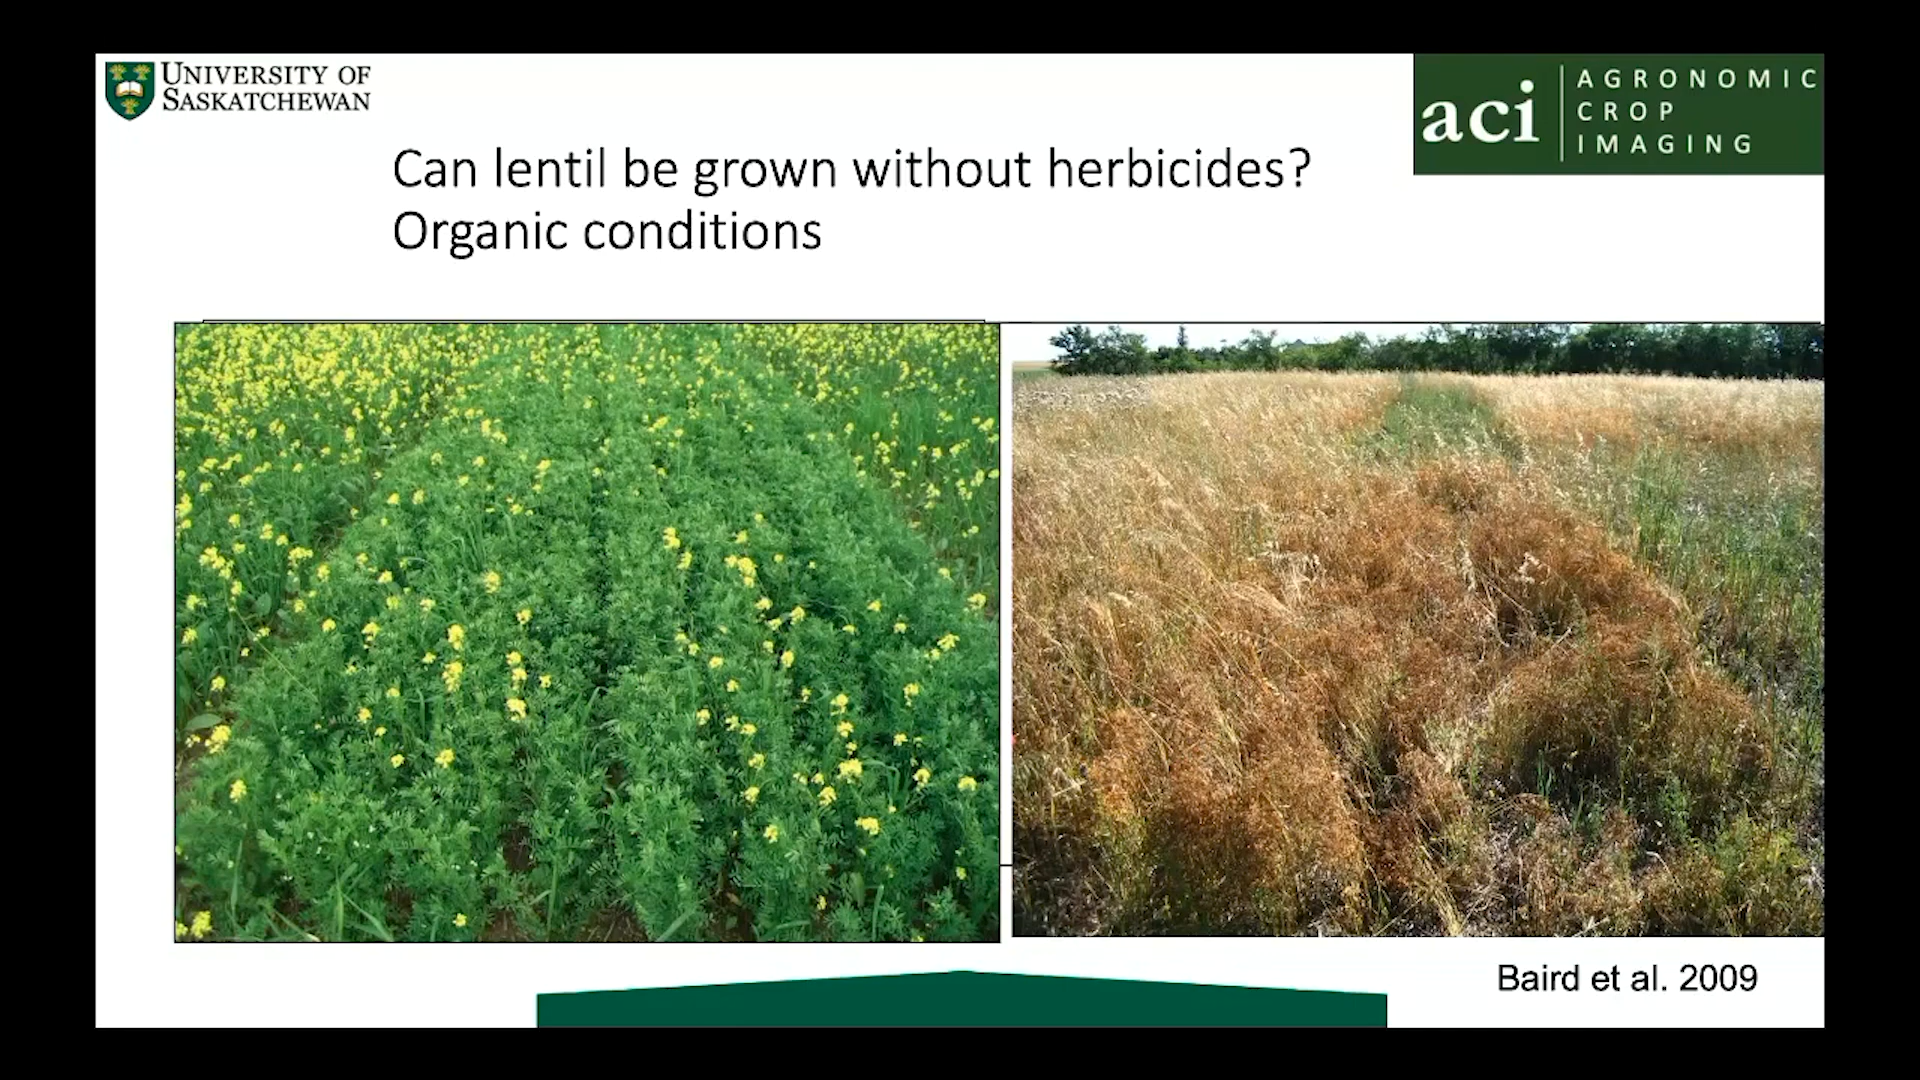 UNIVERSITY OF
SASKATCHEWAN
aci
AGRONOMIC
CROP
IMAGING
Can lentil be grown without herbicides?
Organic conditions
Baird et al. 2009